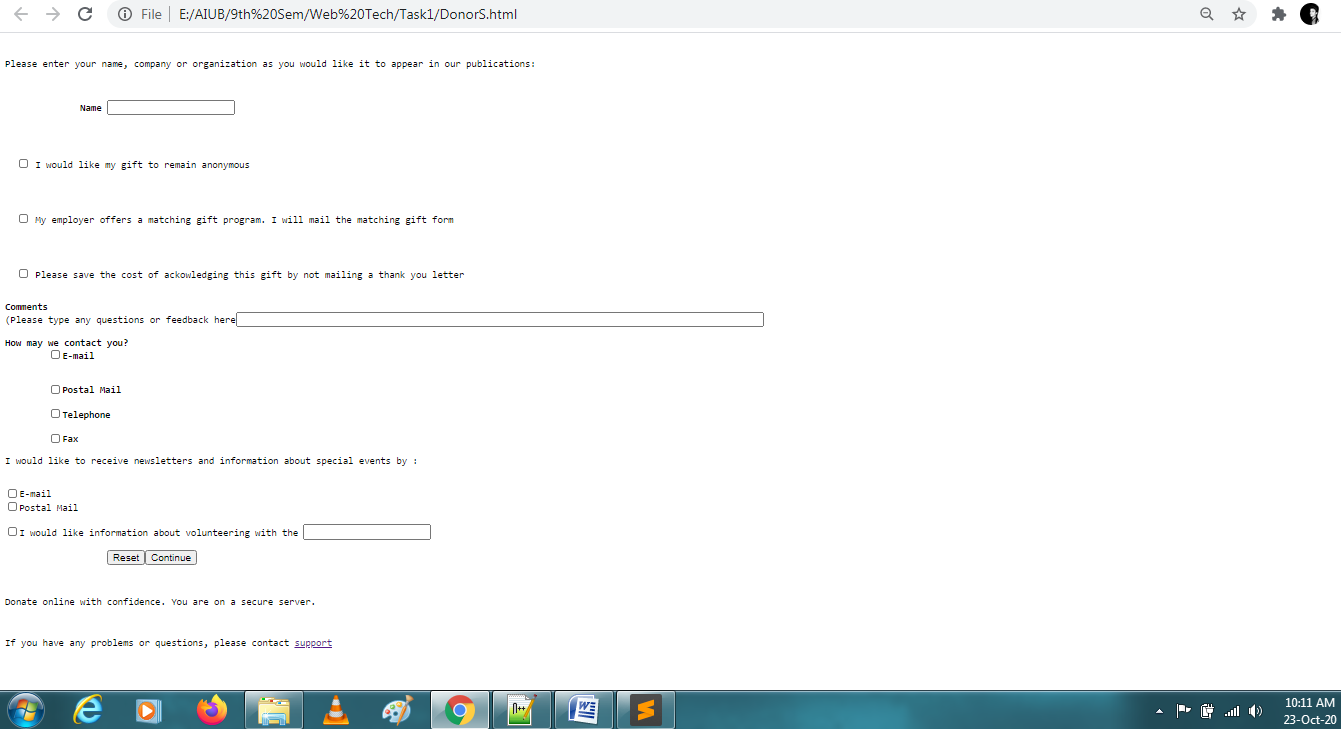 File E:/AIUB/9th%20Sem/Web%20Tech/Task1/DonorS.html
Please enter your name, company or organization as you would like it to appear in our publications:
Name
I would like my gift to remain anonymous
My employer offers a matching gift program. I will mail the matching gift form
Please save the cost of ackowledging this gift by not mailing a thank you letter
Comments
(Please type any questions or feedback here
How may we contact you?
E-mail
Postal Mail
Telephone
Fax
I would like to receive newsletters and information about special events by :
E-mail
Postal Mail
I would like information about volunteering with the
Reset Continue
Donate online with confidence. You are on a secure server.
If you have any problems or questions, please contact support
10:11 AM
23-Oct-20